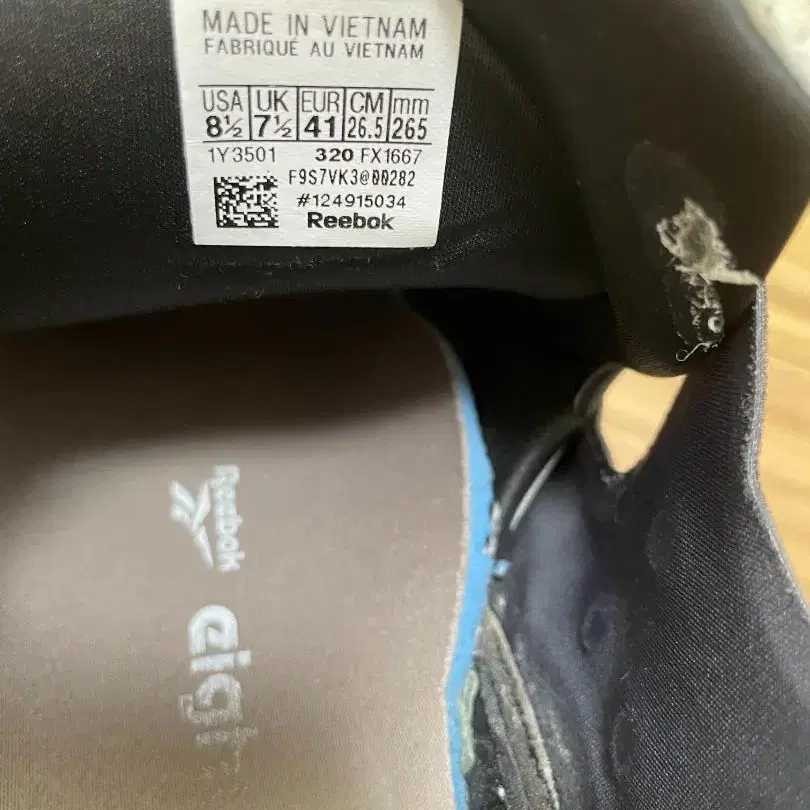 MADE IN VIETNAM
FABRIQUÉ AU VIETNAM
USA UK EUR CM mm
8½ 7½ 41 26.5 265
1Y3501 320 FX1667
F9S7VK3@00282
#124915034
Reebok
Reebok